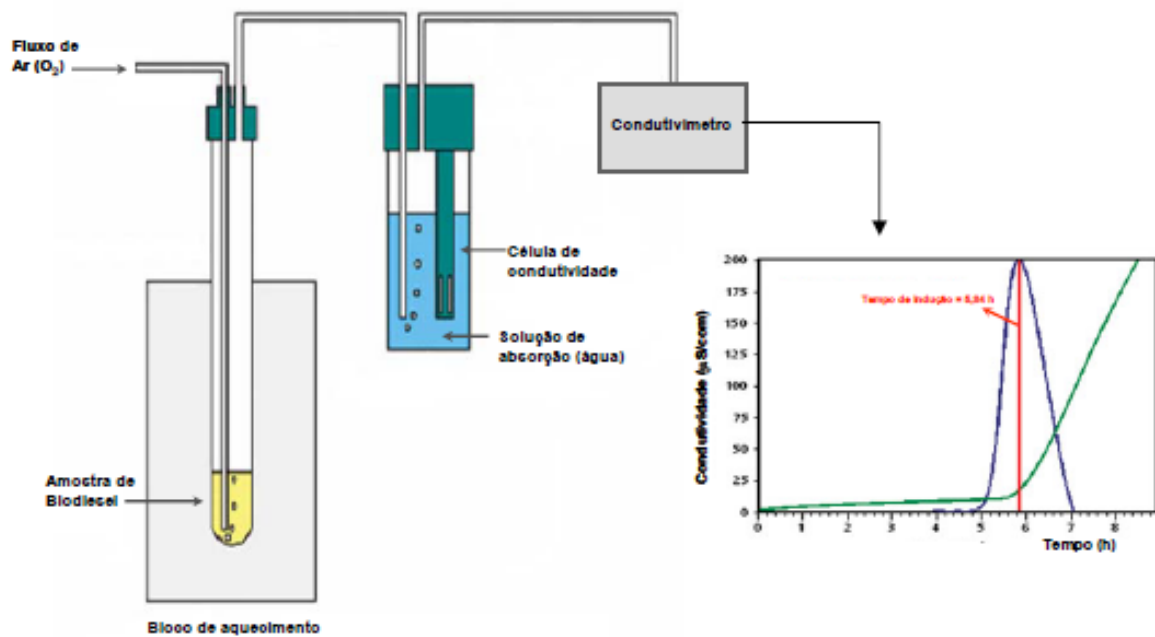 Fluxo de
Ar (O₂)
Condutivimetro
Célula de
condutividade
Solução de
absorção (água)
Amostra de
Biodiesel
Bloco de aquecimento
Tempo de Indução = 5,84 h
Condutividade (µS/com)
200
175
150
125
100
75
50
25
0
0 1 2 3 4 5 6 7 8
Tempo (h)